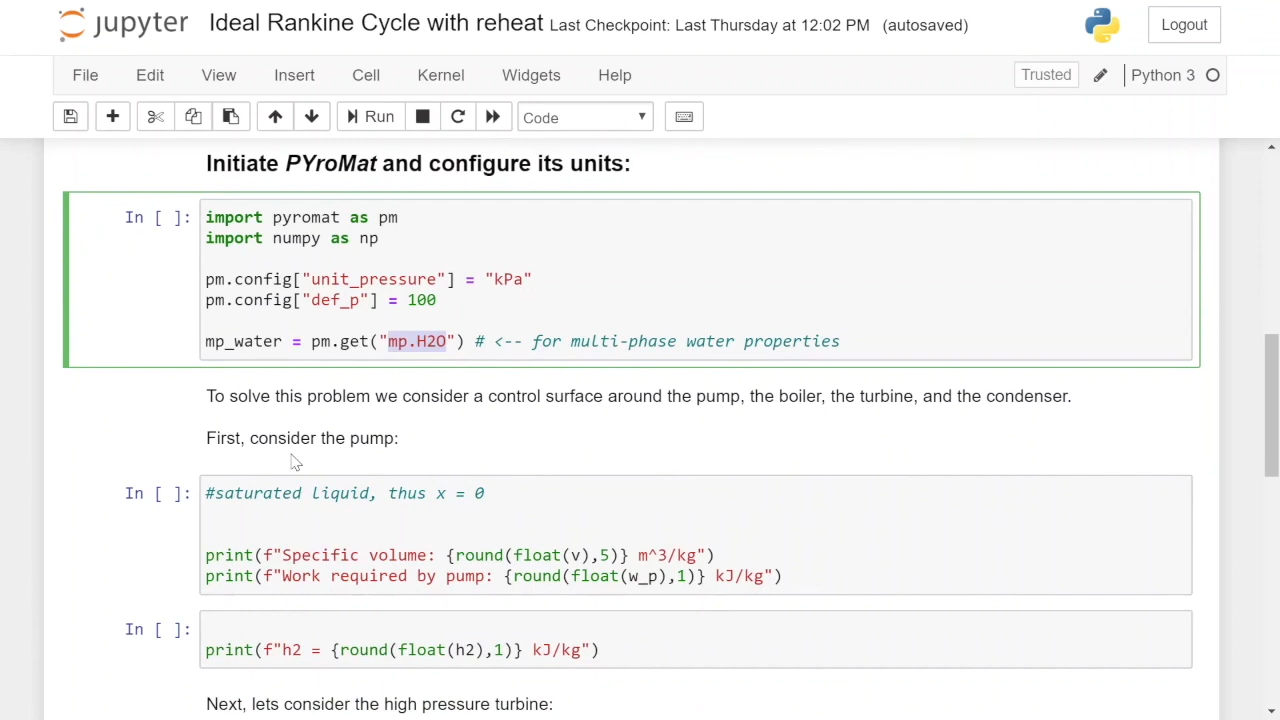 jupyter Ideal Rankine Cycle with reheat Last Checkpoint: Last Thursday at 12:02 PM (autosaved)
Logout
File Edit View Insert Cell Kernel Widgets Help
Trusted Python 3
Run Code
Initiate PYroMat and configure its units:
In [ ]: import pyromat as pm
import numpy as np
pm.config["unit_pressure"] = "kPa"
pm.config["def_p"] = 100
mp_water = pm.get("mp.H2O") # <-- for multi-phase water properties
To solve this problem we consider a control surface around the pump, the boiler, the turbine, and the condenser.
First, consider the pump:
In [ ]: #saturated liquid, thus x = 0
print(f"Specific volume: {round(float(v),5)} m^3/kg")
print(f"Work required by pump: {round(float(w_p),1)} kJ/kg")
In [ ]:
print(f"h2 = {round(float(h2),1)} kJ/kg")
Next, lets consider the high pressure turbine: